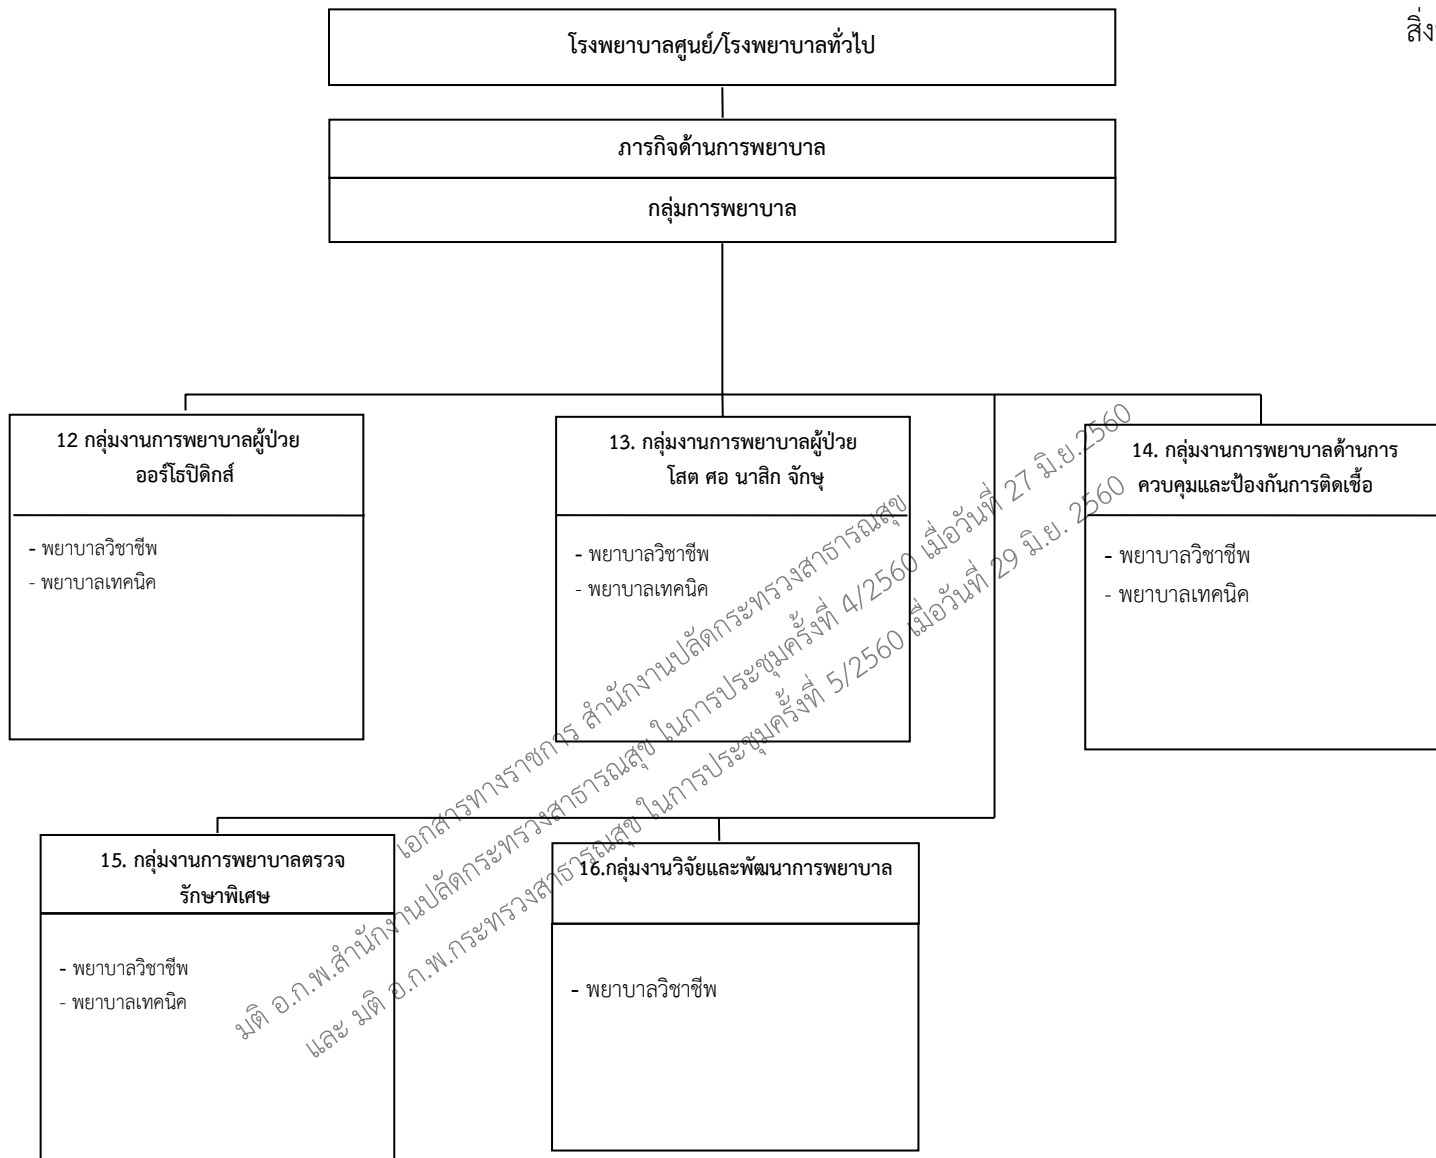 สิ่ง
โรงพยาบาลศูนย์/โรงพยาบาลทั่วไป
ภารกิจด้านการพยาบาล
กลุ่มการพยาบาล
12 กลุ่มงานการพยาบาลผู้ป่วย
ออร์โธปิดิกส์
- พยาบาลวิชาชีพ
- พยาบาลเทคนิค
13. กลุ่มงานการพยาบาลผู้ป่วย
โสต ศอ นาสิก จักษุ
- พยาบาลวิชาชีพ
- พยาบาลเทคนิค
14. กลุ่มงานการพยาบาลด้านการ
ควบคุมและป้องกันการติดเชื้อ
- พยาบาลวิชาชีพ
- พยาบาลเทคนิค
15. กลุ่มงานการพยาบาลตรวจ
รักษาพิเศษ
- พยาบาลวิชาชีพ
- พยาบาลเทคนิค
16.กลุ่มงานวิจัยและพัฒนาการพยาบาล
- พยาบาลวิชาชีพ
เอกสารทางราชการ สำนักงานปลัดกระทรวงสาธารณสุข
มติ อ.ก.พ.สำนักงานปลัดกระทรวงสาธารณสุข ในการประชุมครั้งที่ 4/2560 เมื่อวันที่ 27 มิ.ย.2560
และ มติ อ.ก.พ.กระทรวงสาธารณสุข ในการประชุมครั้งที่ 5/2560 เมื่อวันที่ 29 มิ.ย. 2560